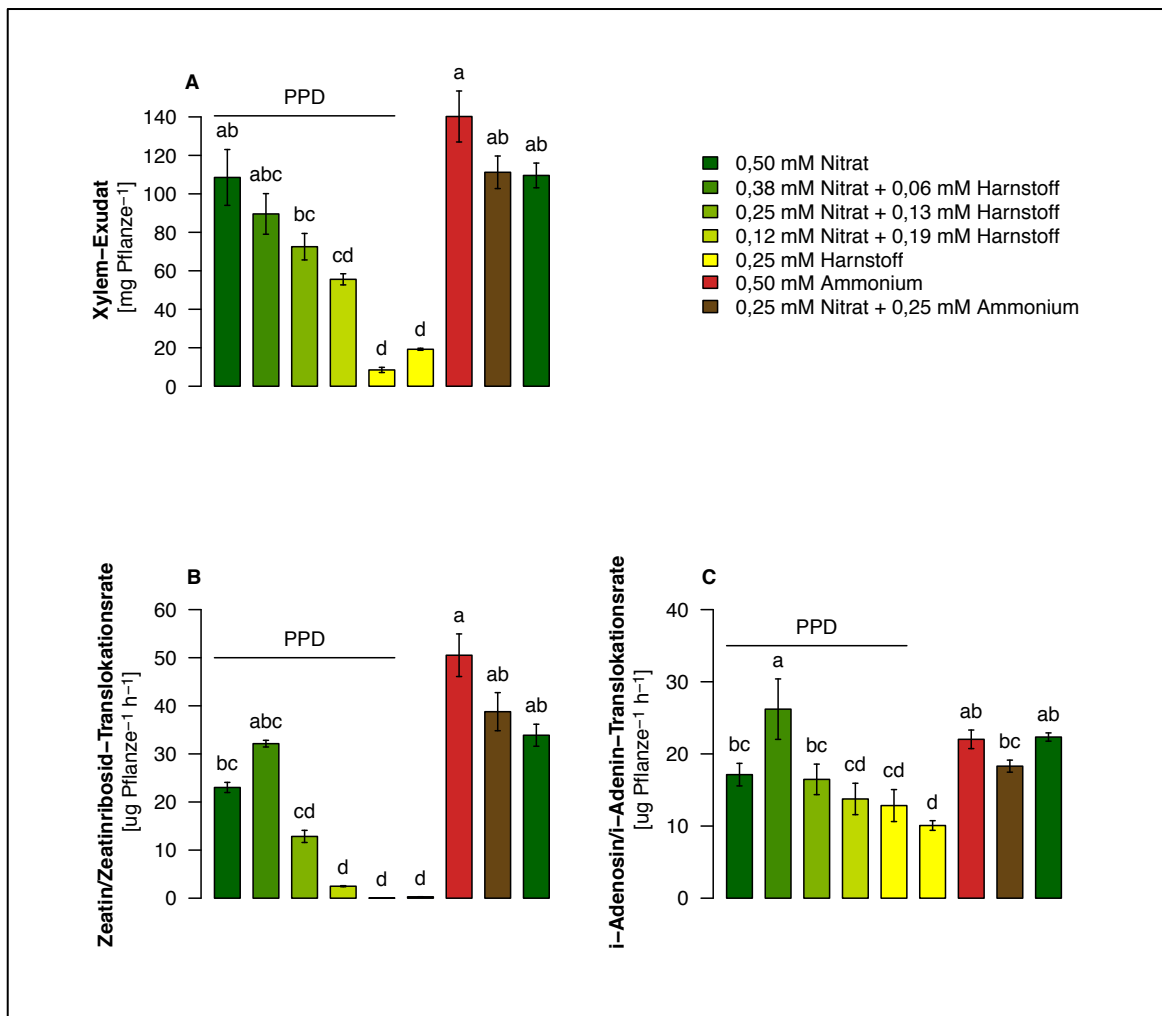 A
PPD
Xylem−Exudat
[mg Pflanze⁻¹]
140
120
100
80
60
40
20
0
ab
abc
bc
cd
d
d
a
ab
ab
0,50 mM Nitrat
0,38 mM Nitrat + 0,06 mM Harnstoff
0,25 mM Nitrat + 0,13 mM Harnstoff
0,12 mM Nitrat + 0,19 mM Harnstoff
0,25 mM Harnstoff
0,50 mM Ammonium
0,25 mM Nitrat + 0,25 mM Ammonium
B
PPD
Zeatin/Zeatinribosid−Translokationsrate
[ug Pflanze⁻¹ h⁻¹]
60
50
40
30
20
10
0
bc
abc
cd
d
d
d
a
ab
ab
C
PPD
i−Adenosin/i−Adenin−Translokationsrate
[ug Pflanze⁻¹ h⁻¹]
40
30
20
10
0
bc
a
bc
cd
cd
d
ab
bc
ab